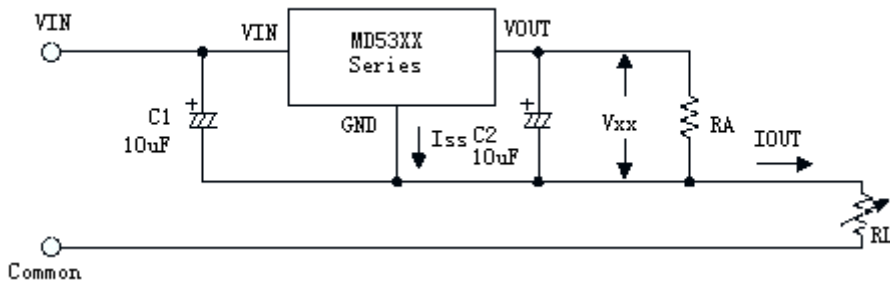 VIN
VIN
MD53XX
Series
VOUT
C1
10uF
GND
Iss
C2
10uF
Vxx
RA
IOUT
RL
Common